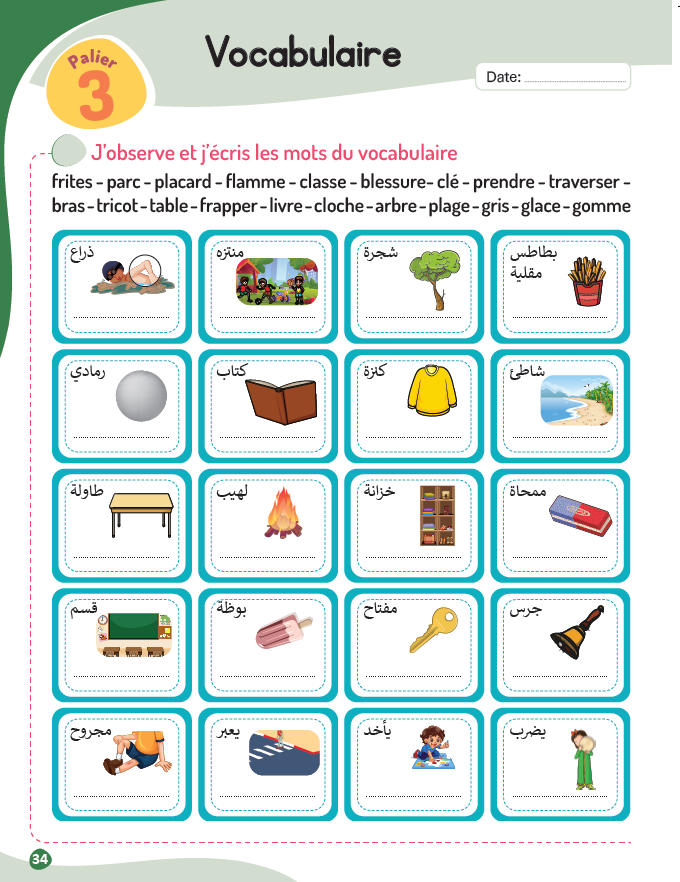 Palier
3
Vocabulaire
Date:
J'observe et j'écris les mots du vocabulaire
frites - parc - placard - flamme - classe - blessure- clé - prendre - traverser -
bras - tricot - table - frapper - livre - cloche - arbre - plage - gris - glace - gomme
ذراع
منتزه
شجرة
بطاطس
مقلية
رمادي
كتاب
كنزة
شاطئ
طاولة
لهيب
خزانة
ممحاة
قسم
بوظة
مفتاح
جرس
مجروح
يعبر
يأخد
يضرب
34